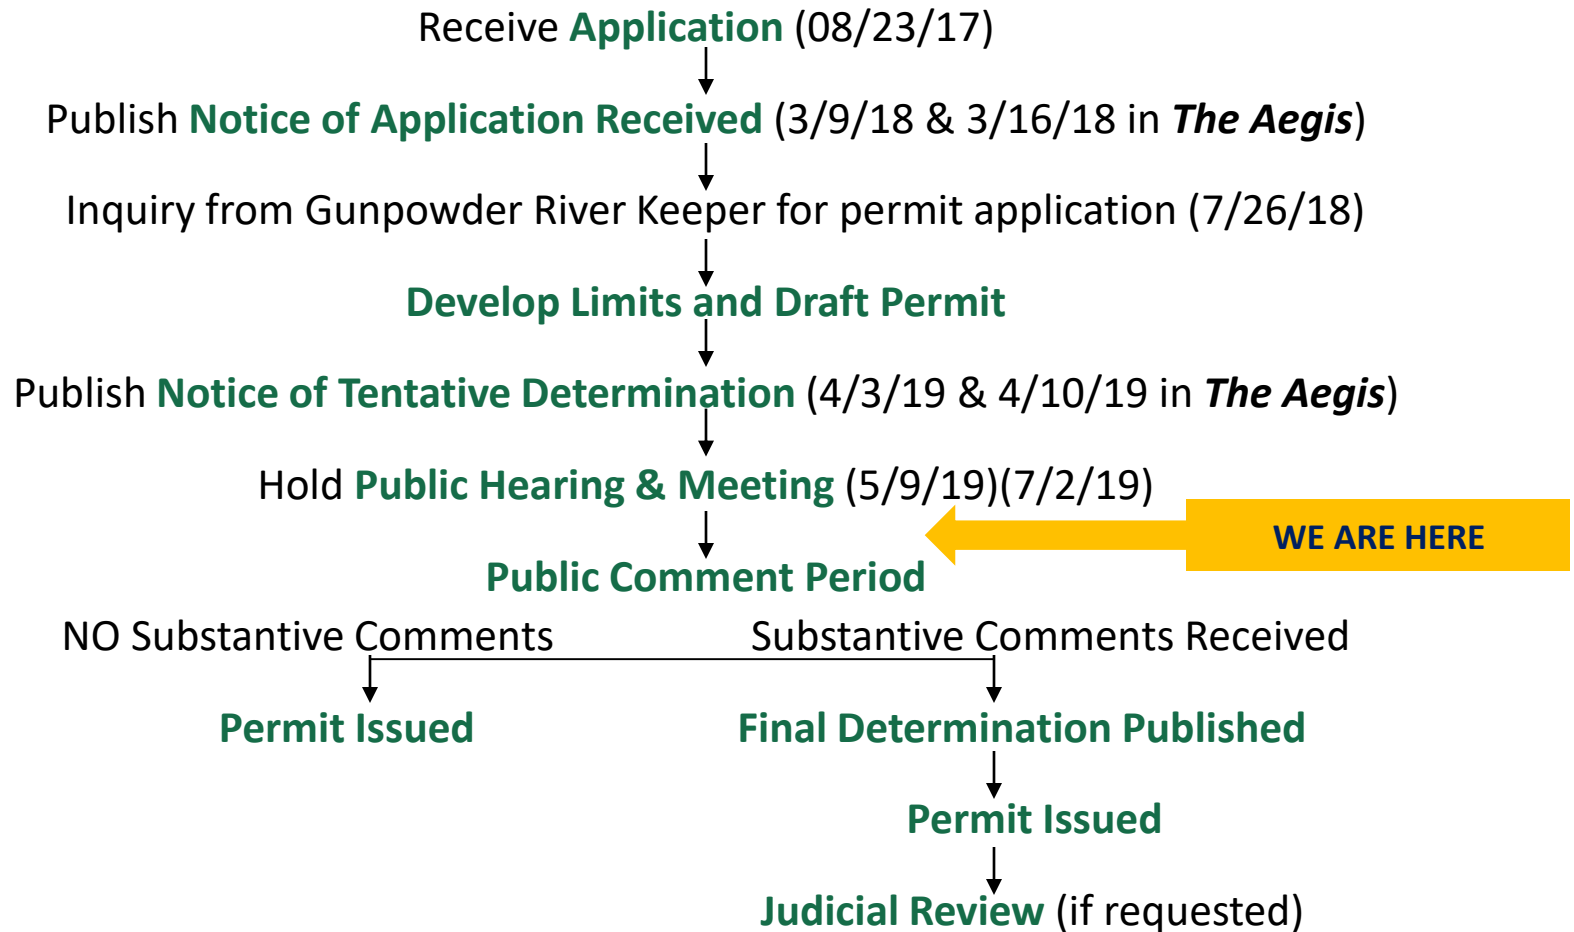 Receive Application (08/23/17)
Publish Notice of Application Received (3/9/18 & 3/16/18 in The Aegis)
Inquiry from Gunpowder River Keeper for permit application (7/26/18)
Develop Limits and Draft Permit
Publish Notice of Tentative Determination (4/3/19 & 4/10/19 in The Aegis)
Hold Public Hearing & Meeting (5/9/19)(7/2/19)
WE ARE HERE
Public Comment Period
NO Substantive Comments
Substantive Comments Received
Permit Issued
Final Determination Published
Permit Issued
Judicial Review (if requested)